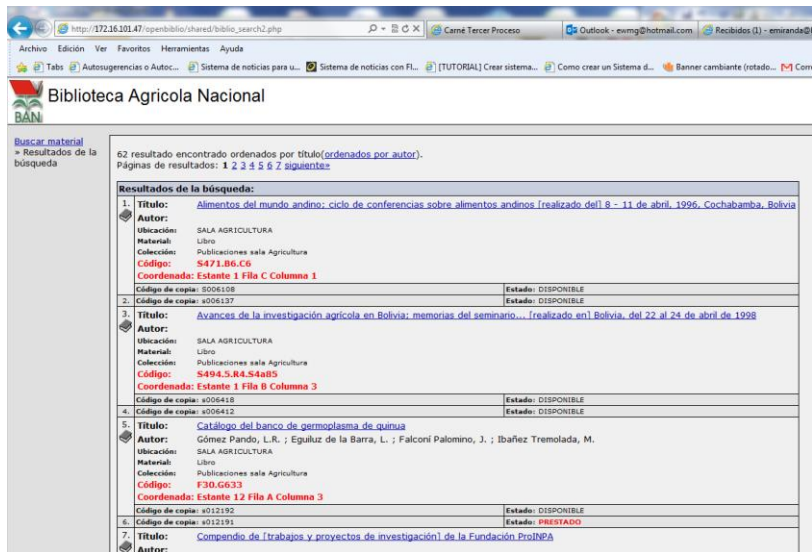 http://172.16.101.47/openbiblio/shared/biblio_search2.php
Carné Tercer Proceso
Outlook - ewmg@hotmail.com
Recibidos (1) - emiranda@
Archivo Edición Ver Favoritos Herramientas Ayuda
Tabs
Autosugerencias o Autoc...
Sistema de noticias para u...
Sistema de noticias con Fl...
[TUTORIAL] Crear sistema...
Como crear un Sistema d...
Banner cambiante (rotado...
Corre
BAN
Biblioteca Agricola Nacional
Buscar material
» Resultados de la
búsqueda
62 resultado encontrado ordenados por título(ordenados por autor).
Páginas de resultados: 1 2 3 4 5 6 7 siguiente»
Resultados de la búsqueda:
1. Título: Alimentos del mundo andino; ciclo de conferencias sobre alimentos andinos [realizado del] 8 - 11 de abril, 1996, Cochabamba, Bolivia
Autor:
Ubicación: SALA AGRICULTURA
Material: Libro
Colección: Publicaciones sala Agricultura
Código: S471.B6.C6
Coordenada: Estante 1 Fila C Columna 1
Código de copia: S006108 Estado: DISPONIBLE
2. Código de copia: s006137 Estado: DISPONIBLE
3. Título: Avances de la investigación agrícola en Bolivia; memorias del seminario... [realizado en] Bolivia, del 22 al 24 de abril de 1998
Autor:
Ubicación: SALA AGRICULTURA
Material: Libro
Colección: Publicaciones sala Agricultura
Código: S494.5.R4.S4a85
Coordenada: Estante 1 Fila B Columna 3
Código de copia: s006418 Estado: DISPONIBLE
4. Código de copia: s006412 Estado: DISPONIBLE
5. Título: Catálogo del banco de germoplasma de quinua
Autor: Gómez Pando, L.R. ; Eguiluz de la Barra, L. ; Falconí Palomino, J. ; Ibañez Tremolada, M.
Ubicación: SALA AGRICULTURA
Material: Libro
Colección: Publicaciones sala Agricultura
Código: F30.G633
Coordenada: Estante 12 Fila A Columna 3
Código de copia: s012192 Estado: DISPONIBLE
6. Código de copia: s012191 Estado: PRESTADO
7. Título: Compendio de [trabajos y proyectos de investigación] de la Fundación ProINPA
Autor: